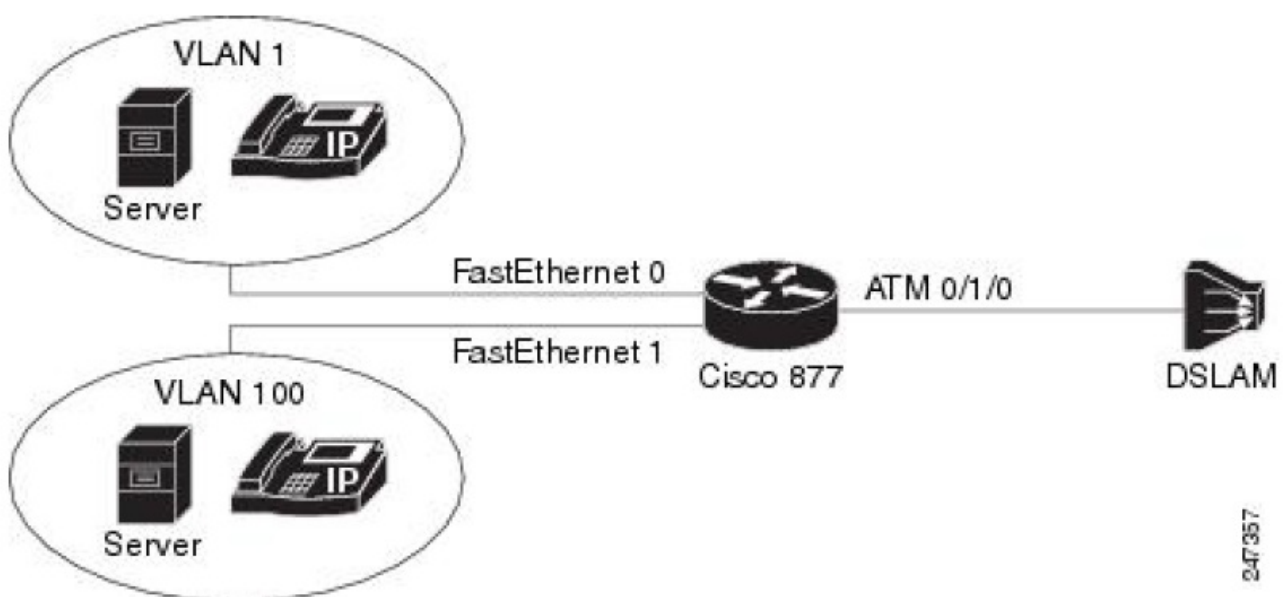 VLAN 1
IP
Server
FastEthernet 0
ATM 0/1/0
FastEthernet 1
Cisco 877
DSLAM
VLAN 100
IP
Server
247357